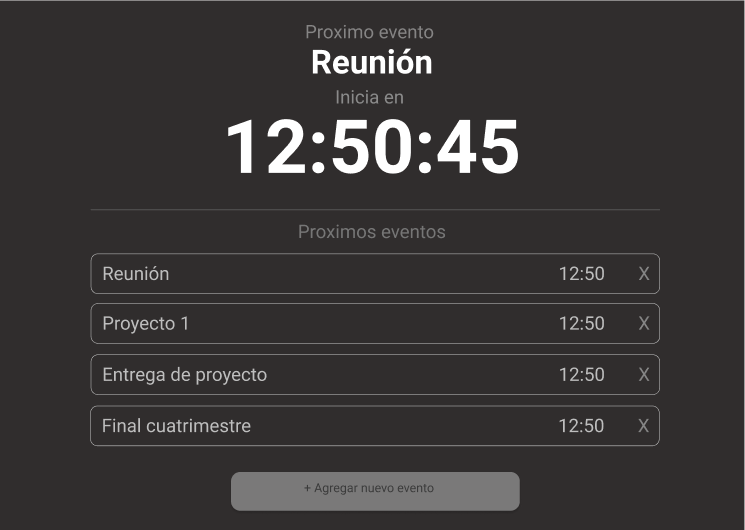 Proximo evento
Reunión
Inicia en
12:50:45
Proximos eventos
Reunión 12:50 X
Proyecto 1 12:50 X
Entrega de proyecto 12:50 X
Final cuatrimestre 12:50 X
+ Agregar nuevo evento